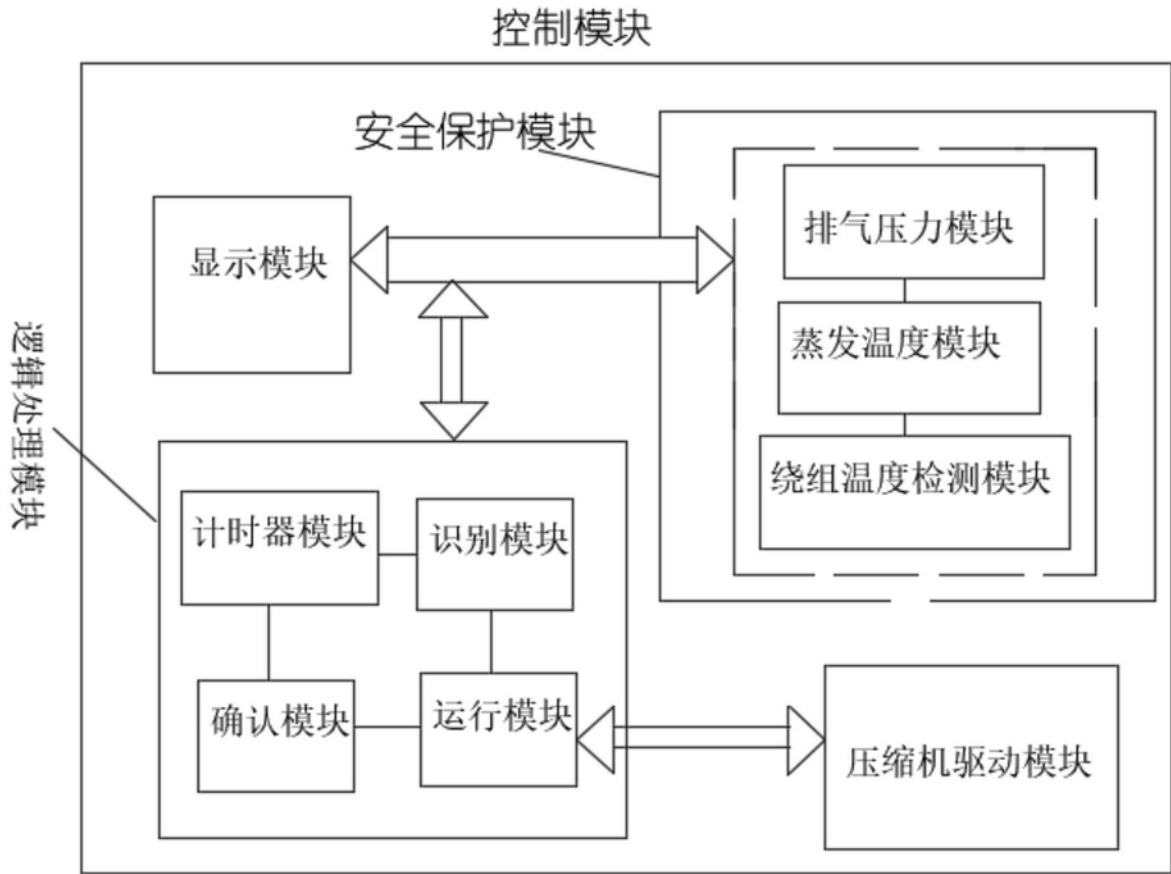 控制模块
安全保护模块
排气压力模块
显示模块
蒸发温度模块
逻辑处理模块
绕组温度检测模块
计时器模块
识别模块
确认模块
运行模块
压缩机驱动模块